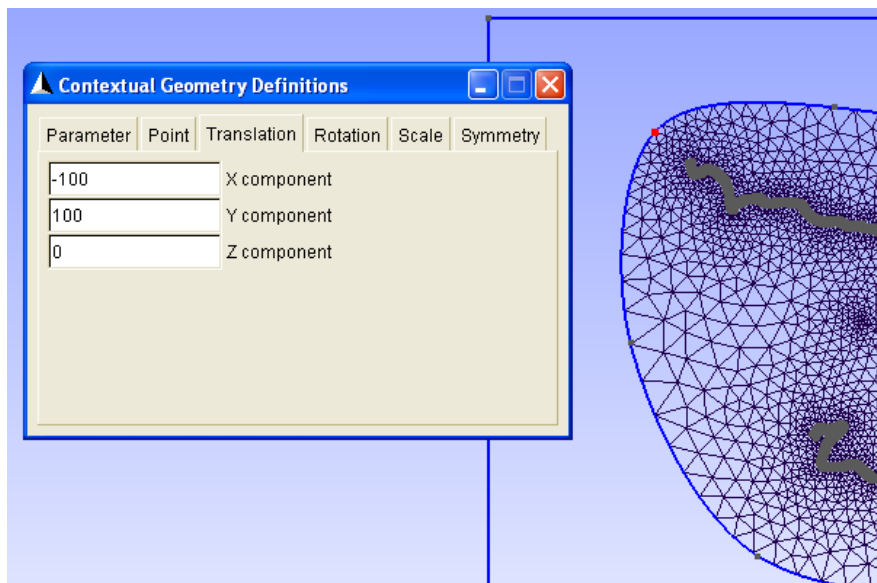 Contextual Geometry Definitions
Parameter Point Translation Rotation Scale Symmetry
-100 X component
100 Y component
0 Z component